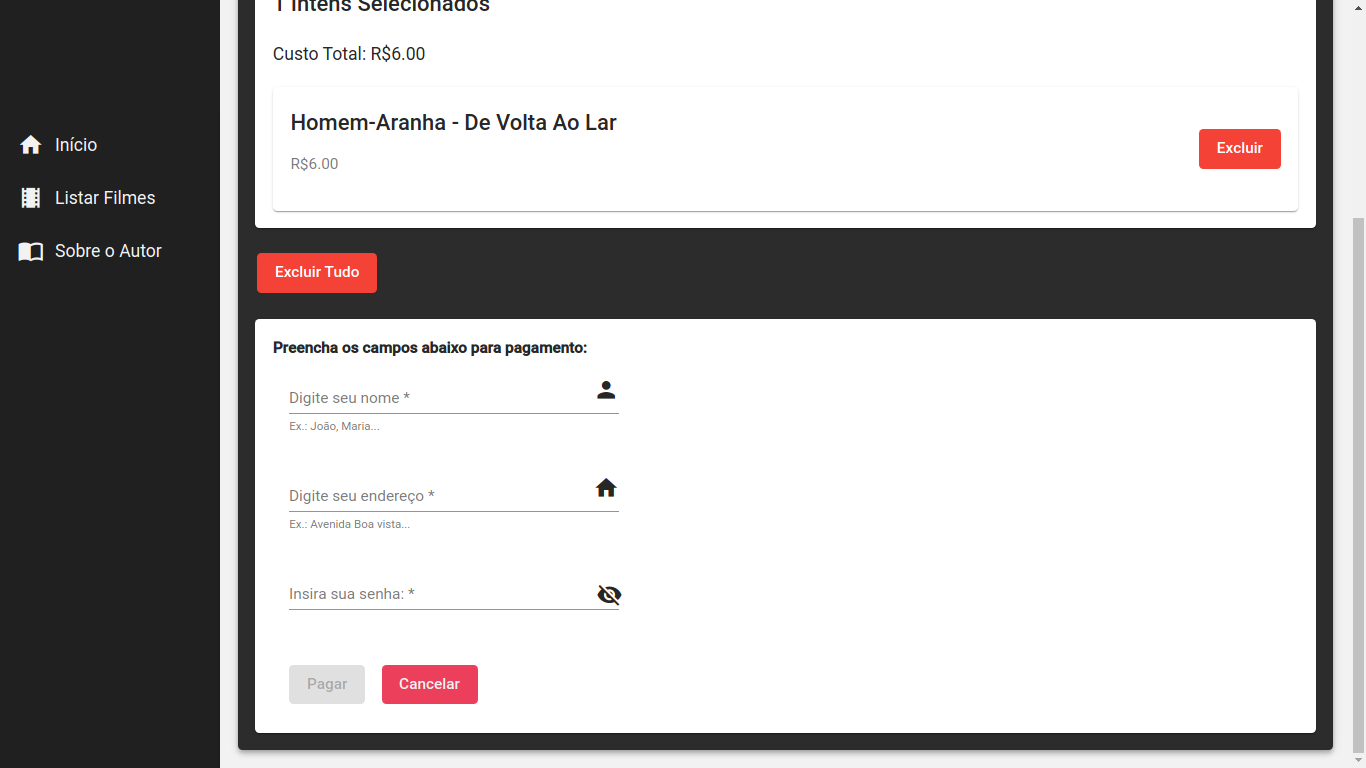 1 Intens Selecionados
Custo Total: R$6.00
Homem-Aranha - De Volta Ao Lar
R$6.00
Excluir
Início
Listar Filmes
Sobre o Autor
Excluir Tudo
Preencha os campos abaixo para pagamento:
Digite seu nome *
Ex.: João, Maria...
Digite seu endereço *
Ex.: Avenida Boa vista...
Insira sua senha: *
Pagar
Cancelar